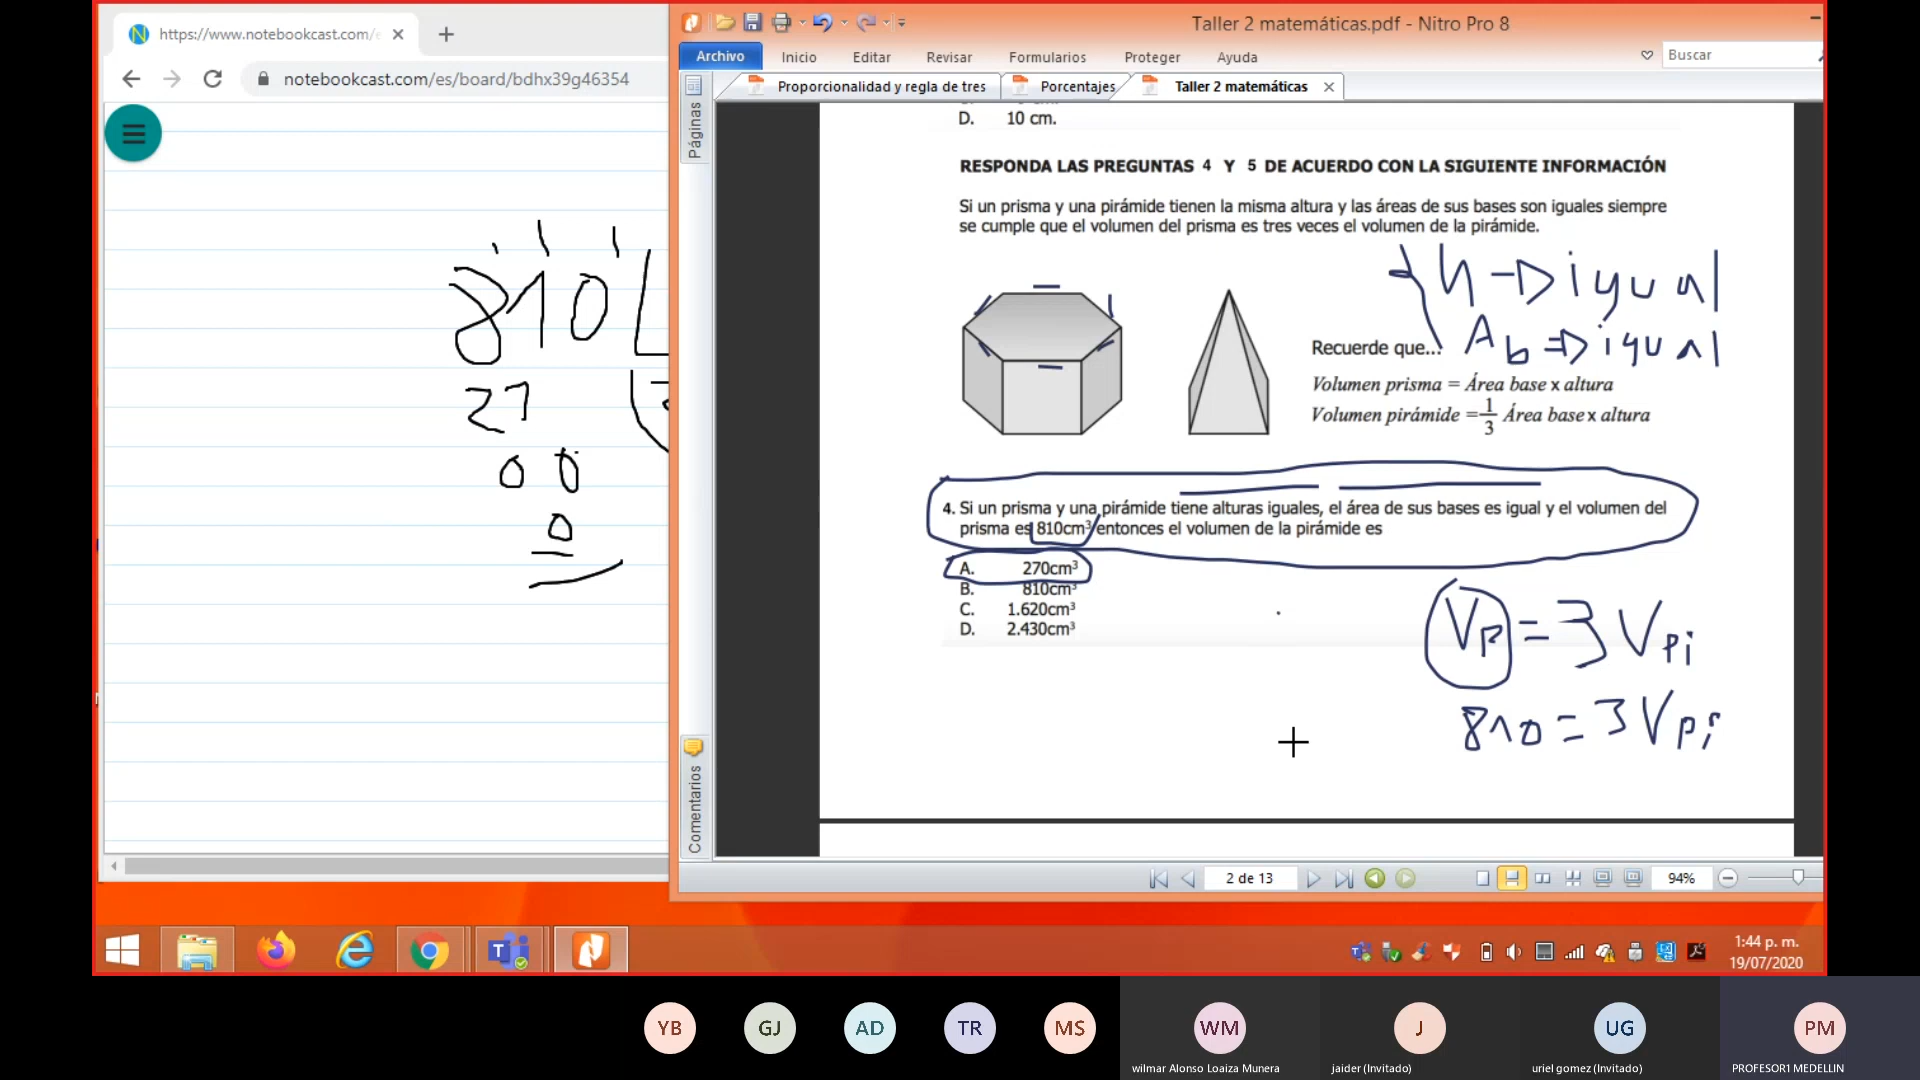 https://www.notebookcast.com/e
notebookcast.com/es/board/bdhx39g46354
810
27
00
0
Taller 2 matemáticas.pdf - Nitro Pro 8
Archivo Inicio Editar Revisar Formularios Proteger Ayuda Buscar
Proporcionalidad y regla de tres Porcentajes Taller 2 matemáticas
Páginas
Comentarios
D. 10 cm.
RESPONDA LAS PREGUNTAS 4 Y 5 DE ACUERDO CON LA SIGUIENTE INFORMACIÓN
Si un prisma y una pirámide tienen la misma altura y las áreas de sus bases son iguales siempre
se cumple que el volumen del prisma es tres veces el volumen de la pirámide.
h → igual
Ab => igual
Recuerde que...
Volumen prisma = Área base x altura
Volumen pirámide = 1/3 Área base x altura
4. Si un prisma y una pirámide tiene alturas iguales, el área de sus bases es igual y el volumen del
prisma es 810cm³ entonces el volumen de la pirámide es
A. 270cm³
B. 810cm³
C. 1.620cm³
D. 2.430cm³
Vp = 3 Vpi
810 = 3 Vpi
2 de 13
94%
1:44 p. m.
19/07/2020
YB GJ AD TR MS WM J UG PM
wilmar Alonso Loaiza Munera jaider (Invitado) uriel gomez (Invitado) PROFESOR1 MEDELLIN